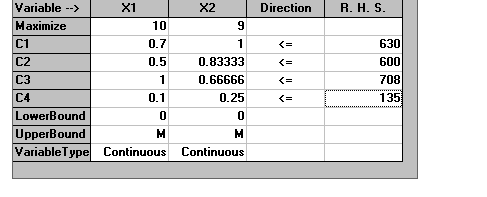 Variable --> X1 X2 Direction R. H. S.
Maximize 10 9
C1 0.7 1 <= 630
C2 0.5 0.83333 <= 600
C3 1 0.66666 <= 708
C4 0.1 0.25 <= 135
LowerBound 0 0
UpperBound M M
VariableType Continuous Continuous